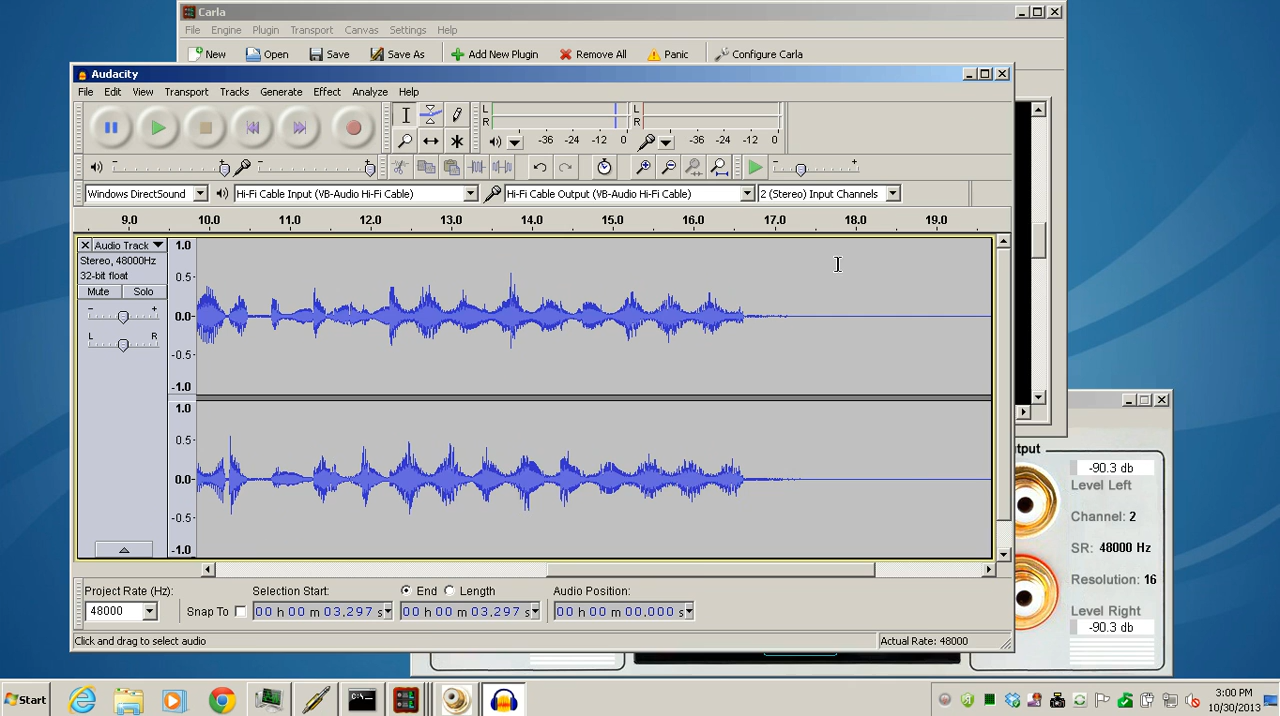 Carla
File Engine Plugin Transport Canvas Settings Help
New Open Save Save As Add New Plugin Remove All Panic Configure Carla
Audacity
File Edit View Transport Tracks Generate Effect Analyze Help
L R -36 -24 -12 0 L R -36 -24 -12 0
Windows DirectSound Hi-Fi Cable Input (VB-Audio Hi-Fi Cable) Hi-Fi Cable Output (VB-Audio Hi-Fi Cable) 2 (Stereo) Input Channels
9.0 10.0 11.0 12.0 13.0 14.0 15.0 16.0 17.0 18.0 19.0
Audio Track
Stereo, 48000Hz
32-bit float
Mute Solo
L R
1.0
0.5
0.0
-0.5
-1.0
1.0
0.5
0.0
-0.5
-1.0
Project Rate (Hz): Selection Start: End Length Audio Position:
48000 Snap To 00 h 00 m 03.297 s 00 h 00 m 03.297 s 00 h 00 m 00.000 s
Click and drag to select audio Actual Rate: 48000
tput
-90.3 db
Level Left
Channel: 2
SR: 48000 Hz
Resolution: 16
Level Right
-90.3 db
Start
3:00 PM
10/30/2013